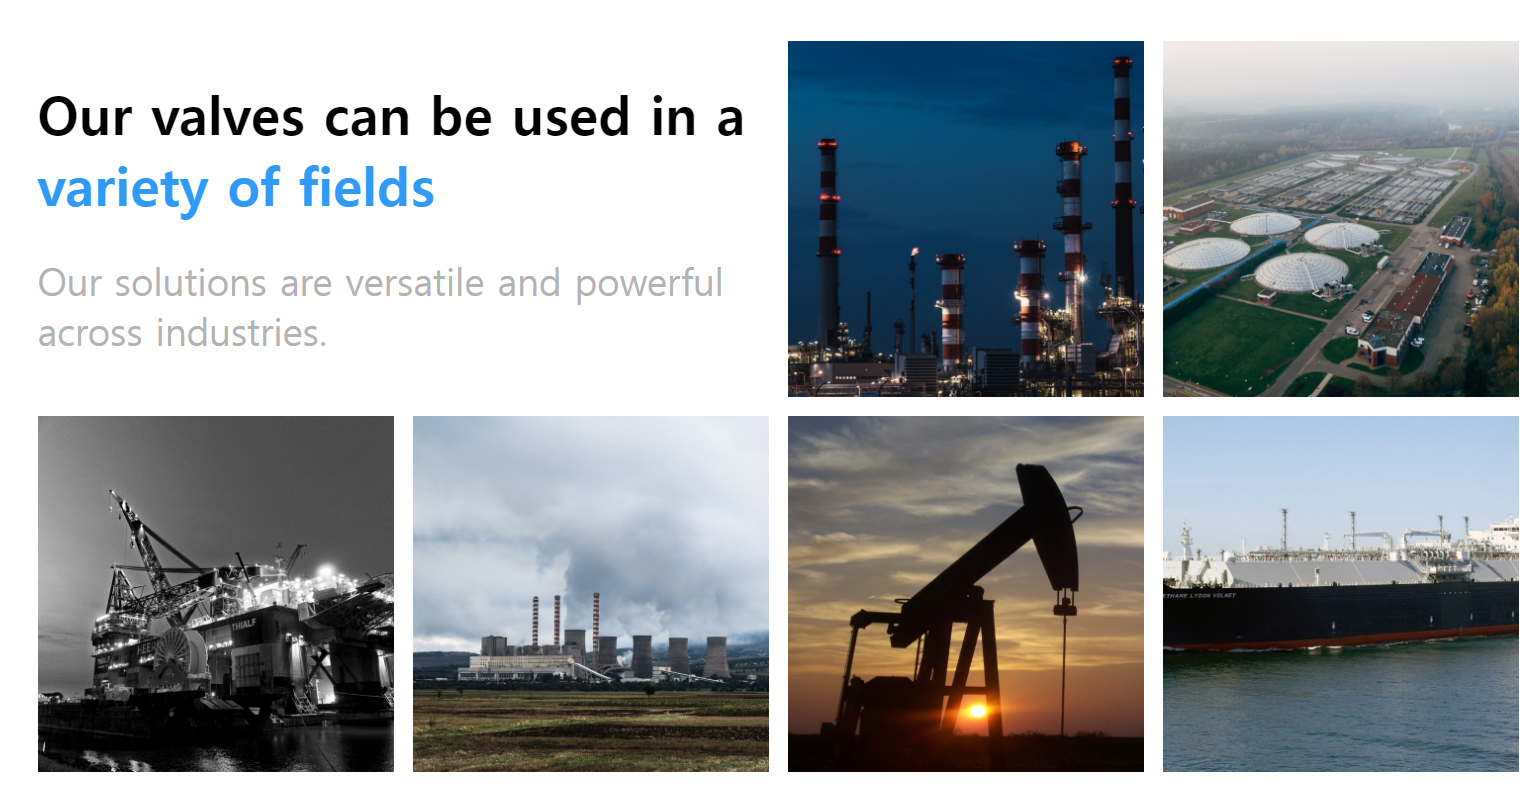 Our valves can be used in a
variety of fields
Our solutions are versatile and powerful
across industries.
THIALF
ETHANE LYDON VOLNEY